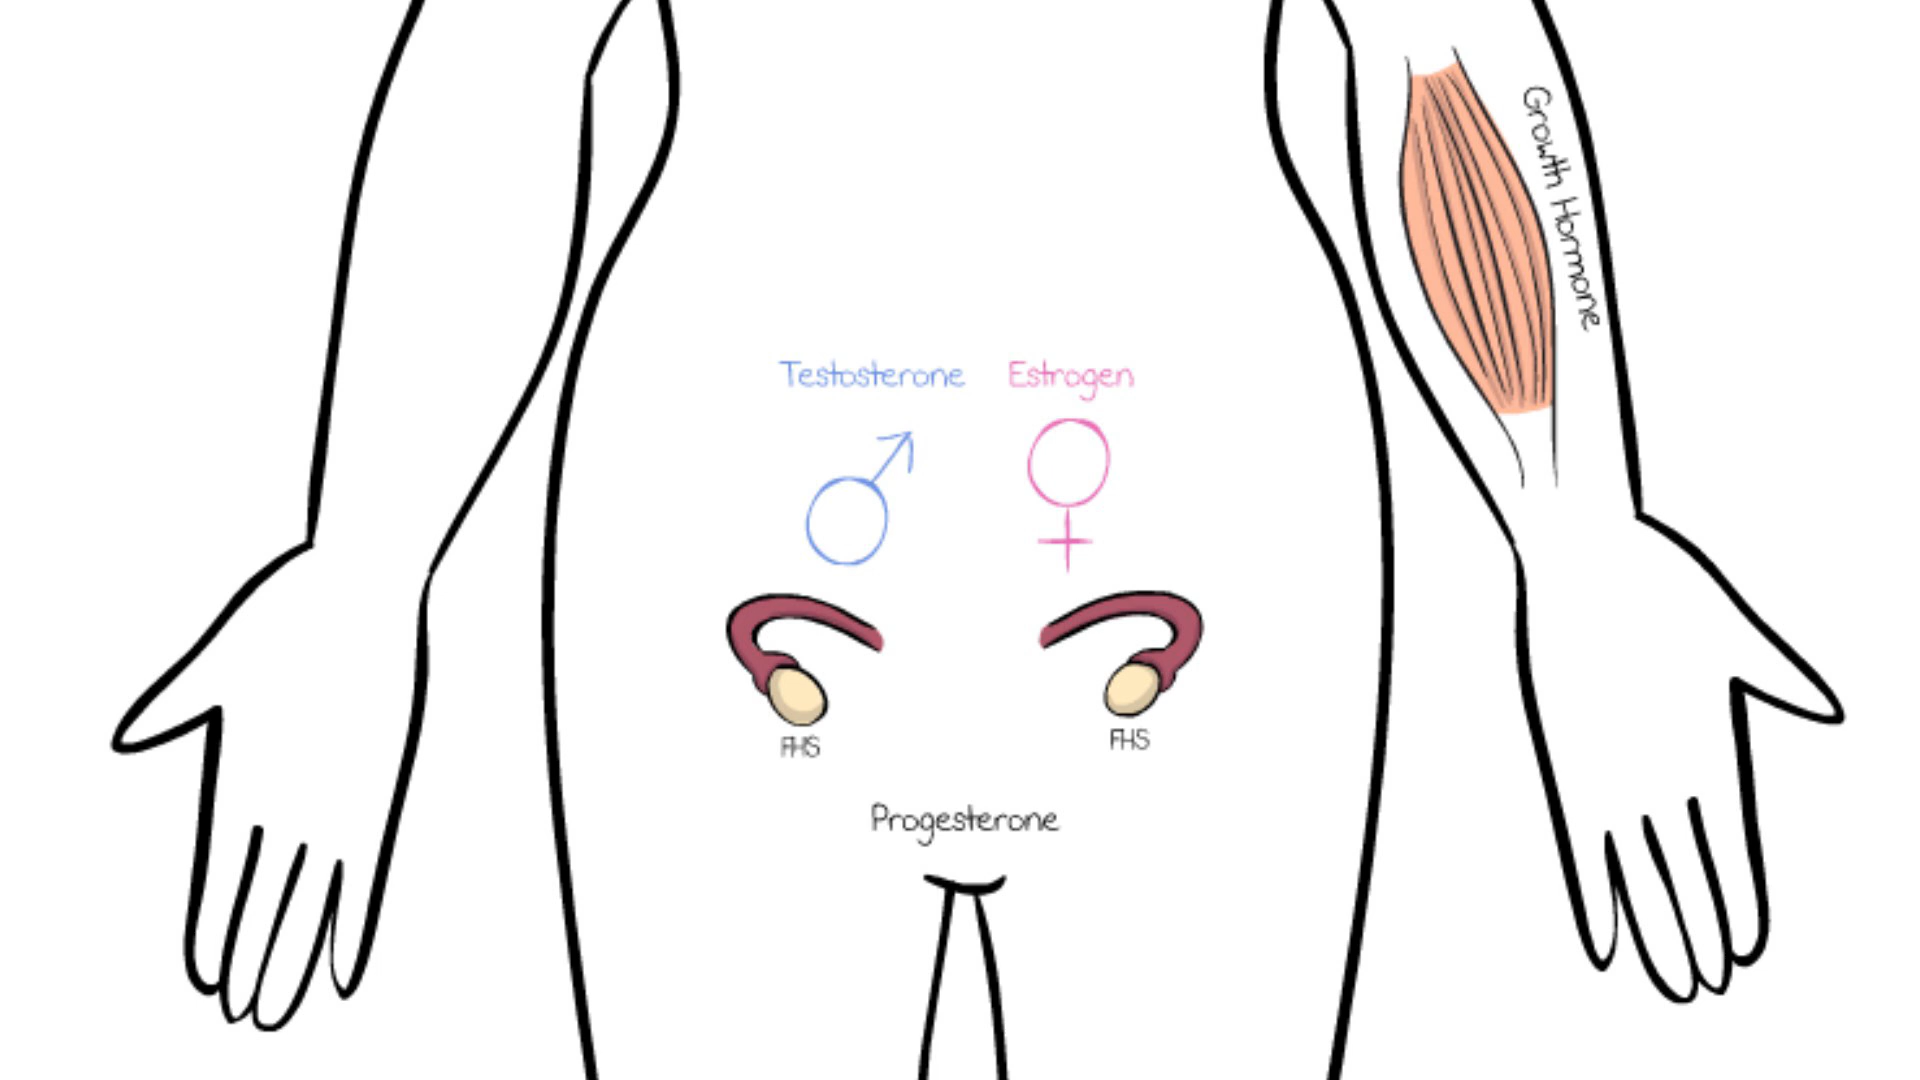 Growth Hormone
Testosterone
Estrogen
FHS
FHS
Progesterone